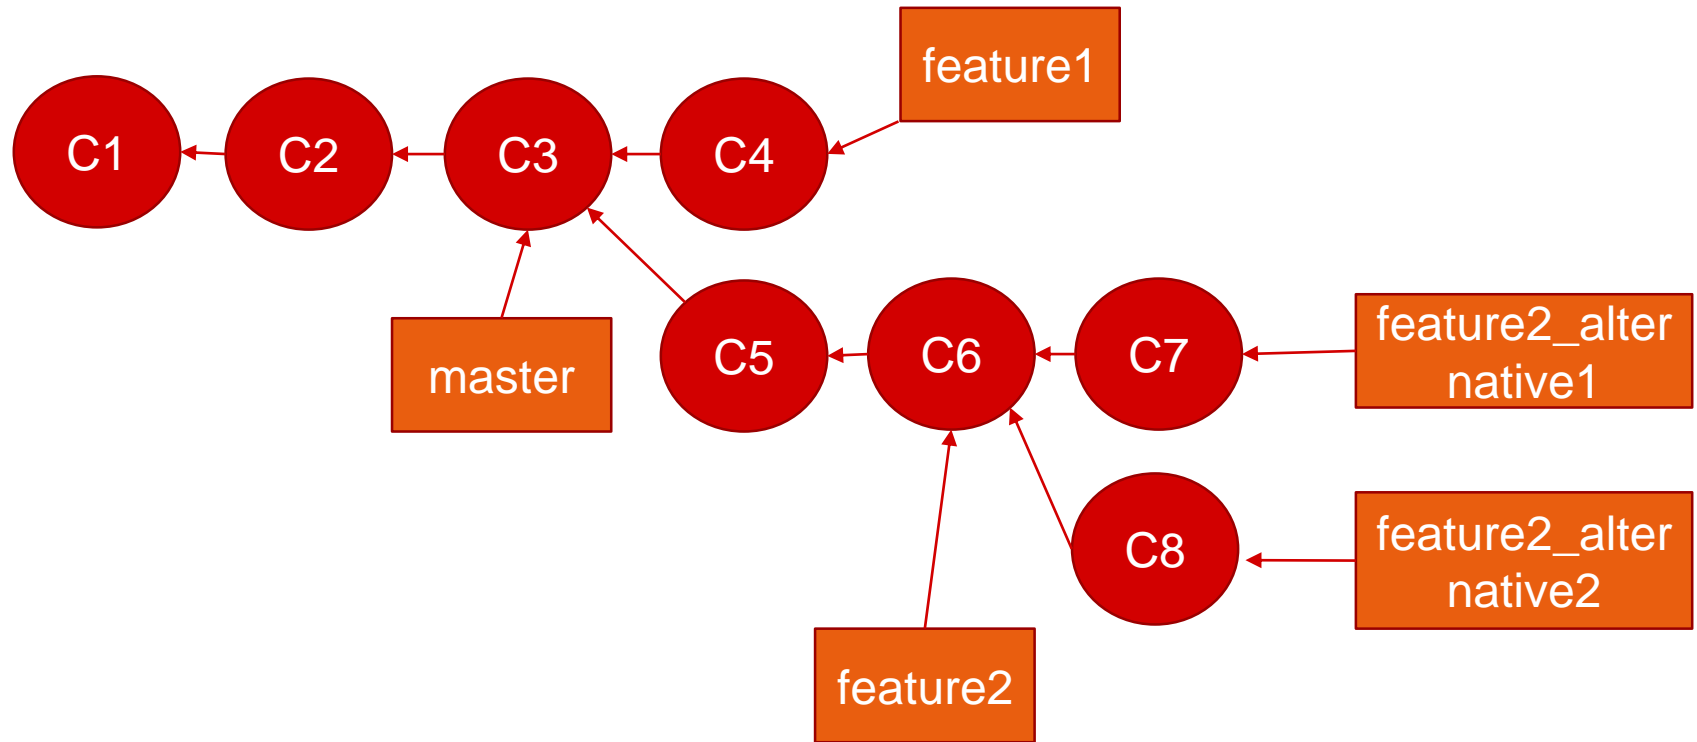 feature1
C1
C2
C3
C4
master
C5
C6
C7
feature2_alter
native1
C8
feature2_alter
native2
feature2